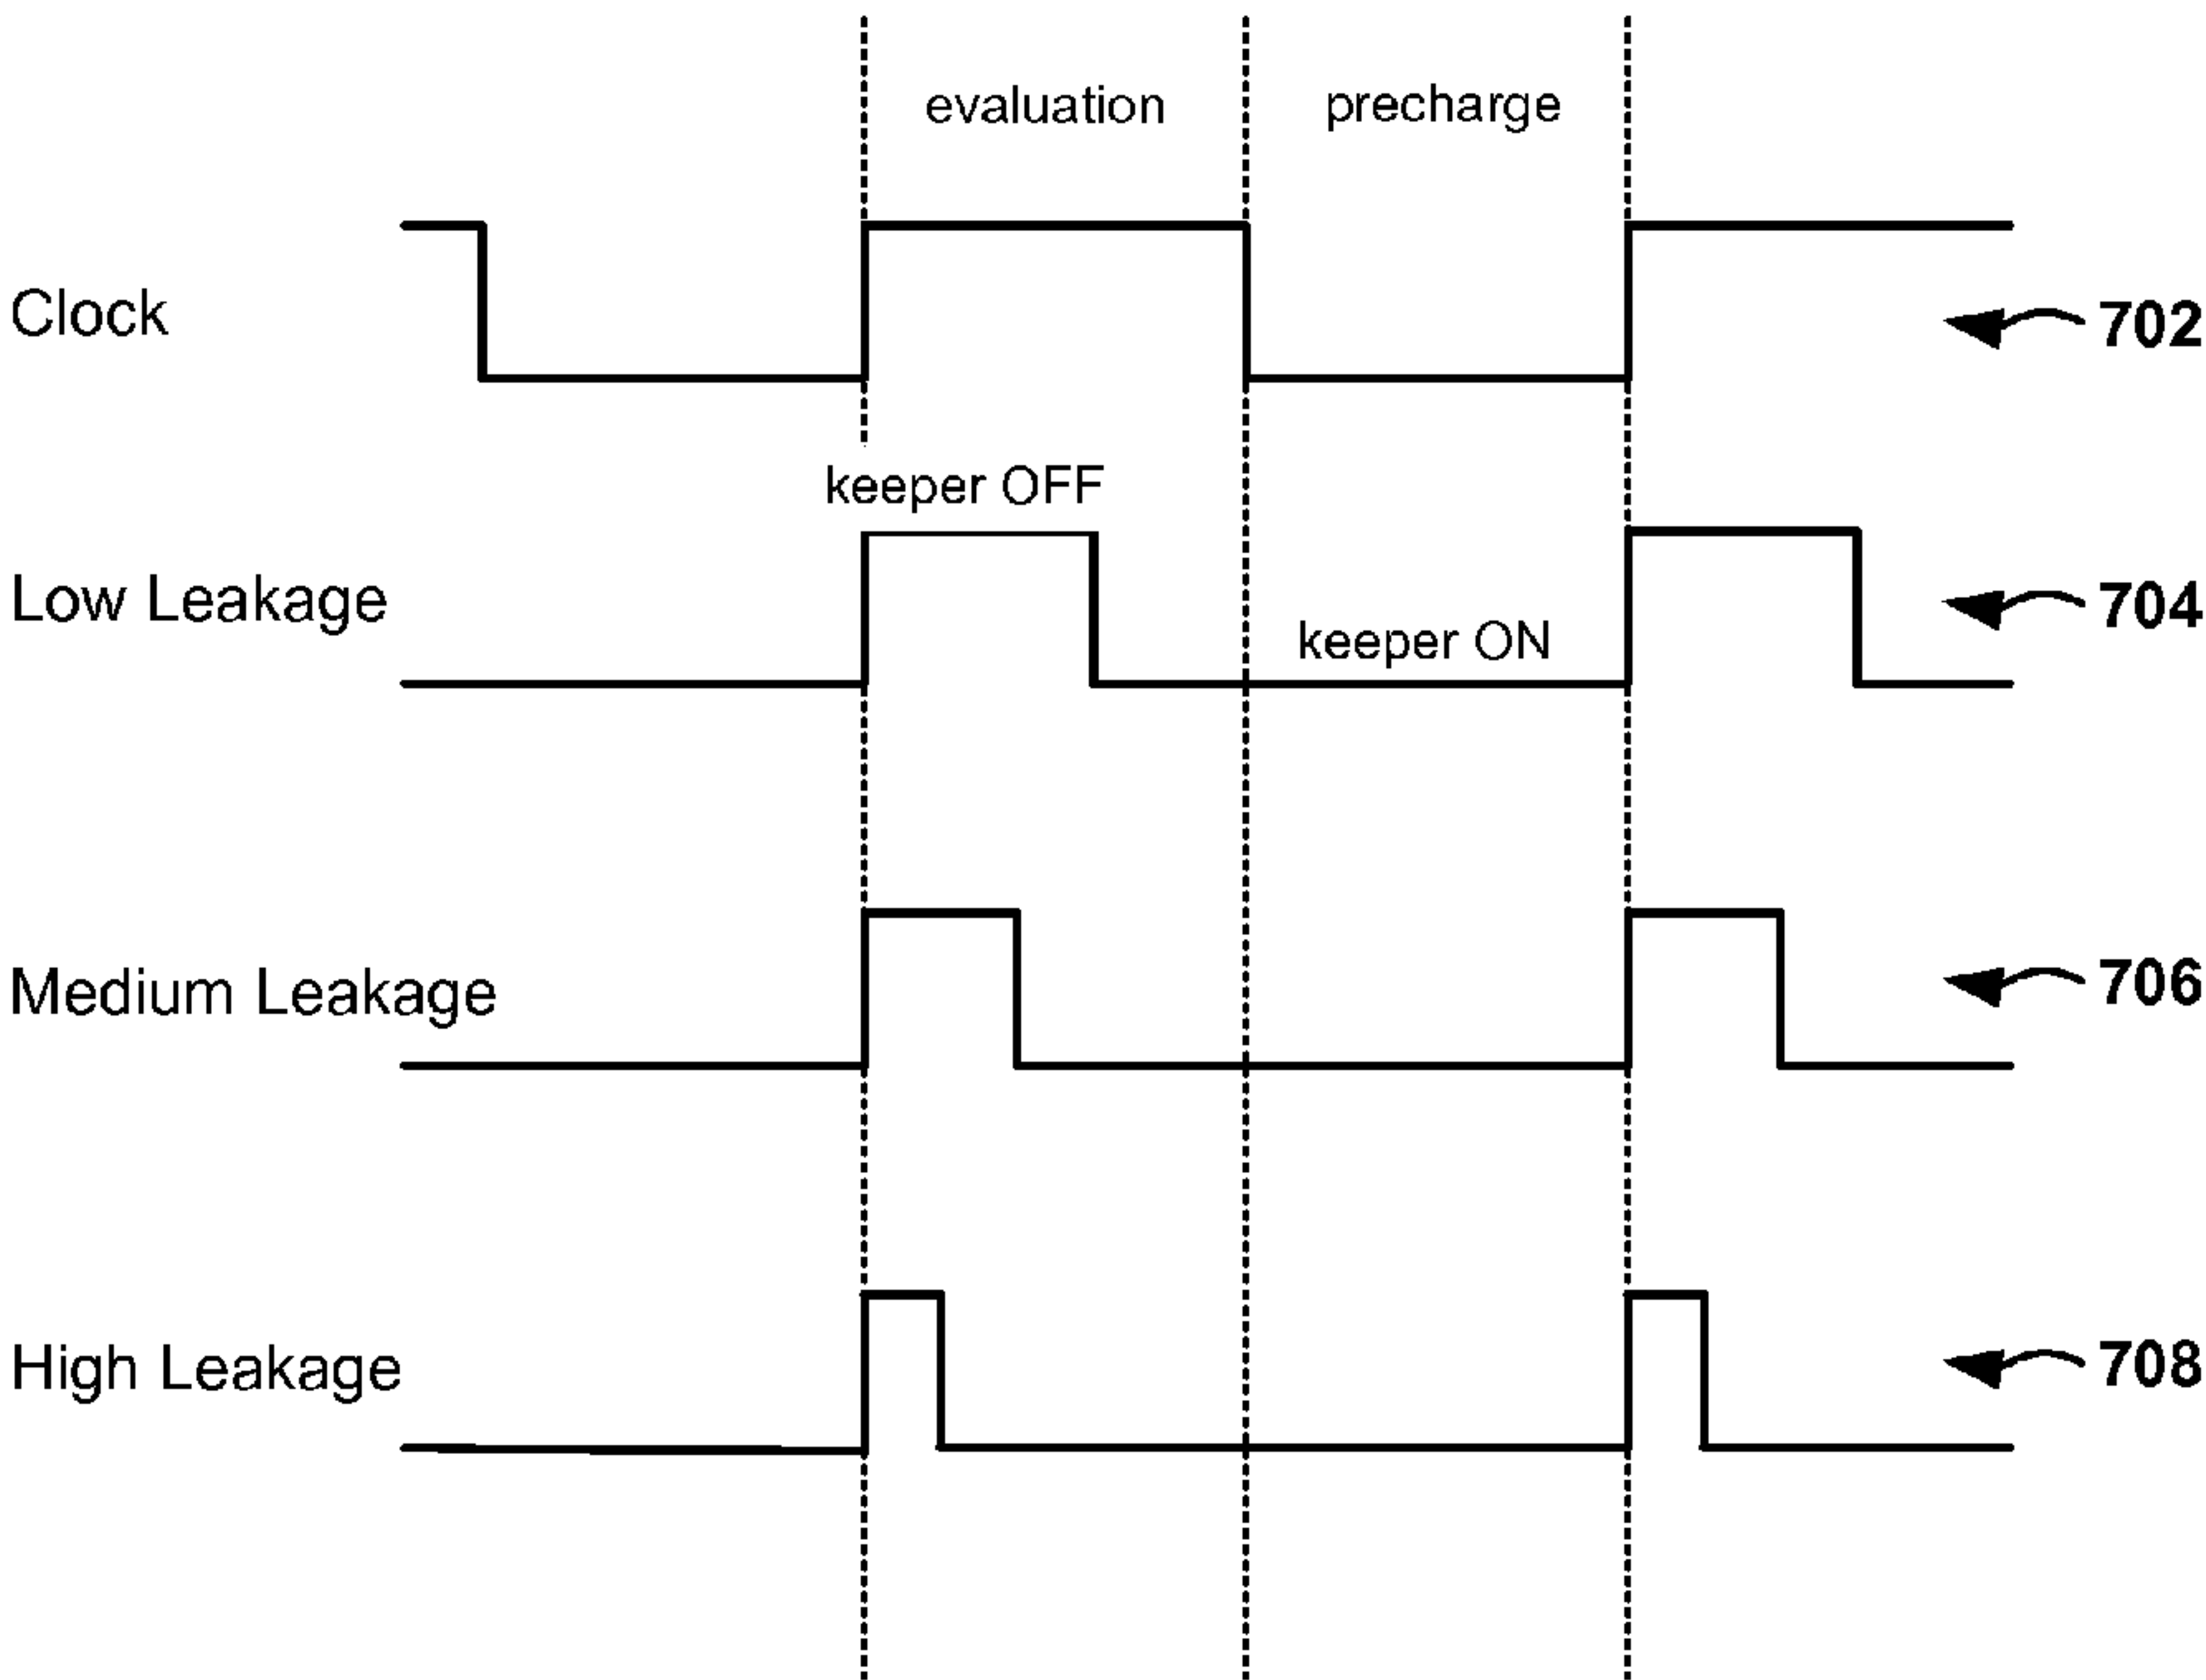 evaluation
precharge
Clock
702
keeper OFF
Low Leakage
704
keeper ON
Medium Leakage
706
High Leakage
708